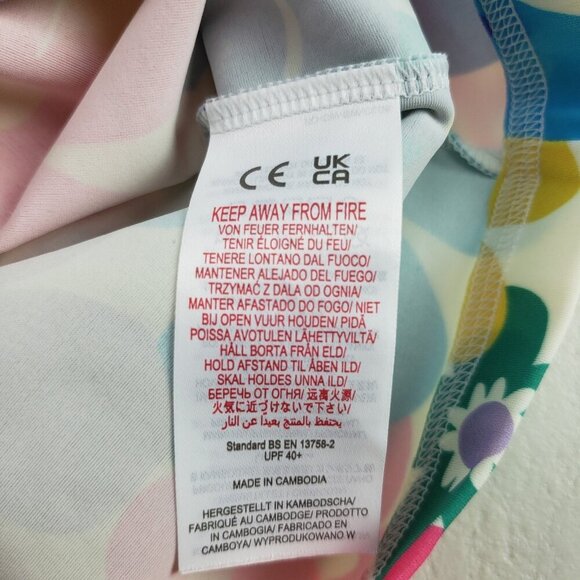 CE UK
CA
KEEP AWAY FROM FIRE
VON FEUER FERNHALTEN/
TENIR ÉLOIGNÉ DU FEU/
TENERE LONTANO DAL FUOCO/
MANTENER ALEJADO DEL FUEGO/
TRZYMAĆ Z DALA OD OGNIA/
MANTER AFASTADO DO FOGO/ NIET
BIJ OPEN VUUR HOUDEN/ PIDÄ
POISSA AVOTULEN LÄHETTYVILTÄ/
HÅLL BORTA FRÅN ELD/
HOLD AFSTAND TIL ÅBEN ILD/
SKAL HOLDES UNNA ILD/
БЕРЕЧЬ ОТ ОГНЯ/ 远离火源/
火気に近づけないで下さい/
يحتفظ بالمنتج بعيداً عن النار
Standard BS EN 13758-2
UPF 40+
MADE IN CAMBODIA
HERGESTELLT IN KAMBODSCHA/
FABRIQUÉ AU CAMBODGE/ PRODOTTO
IN CAMBOGIA/ FABRICADO EN
CAMBOYA/ WYPRODUKOWANO W